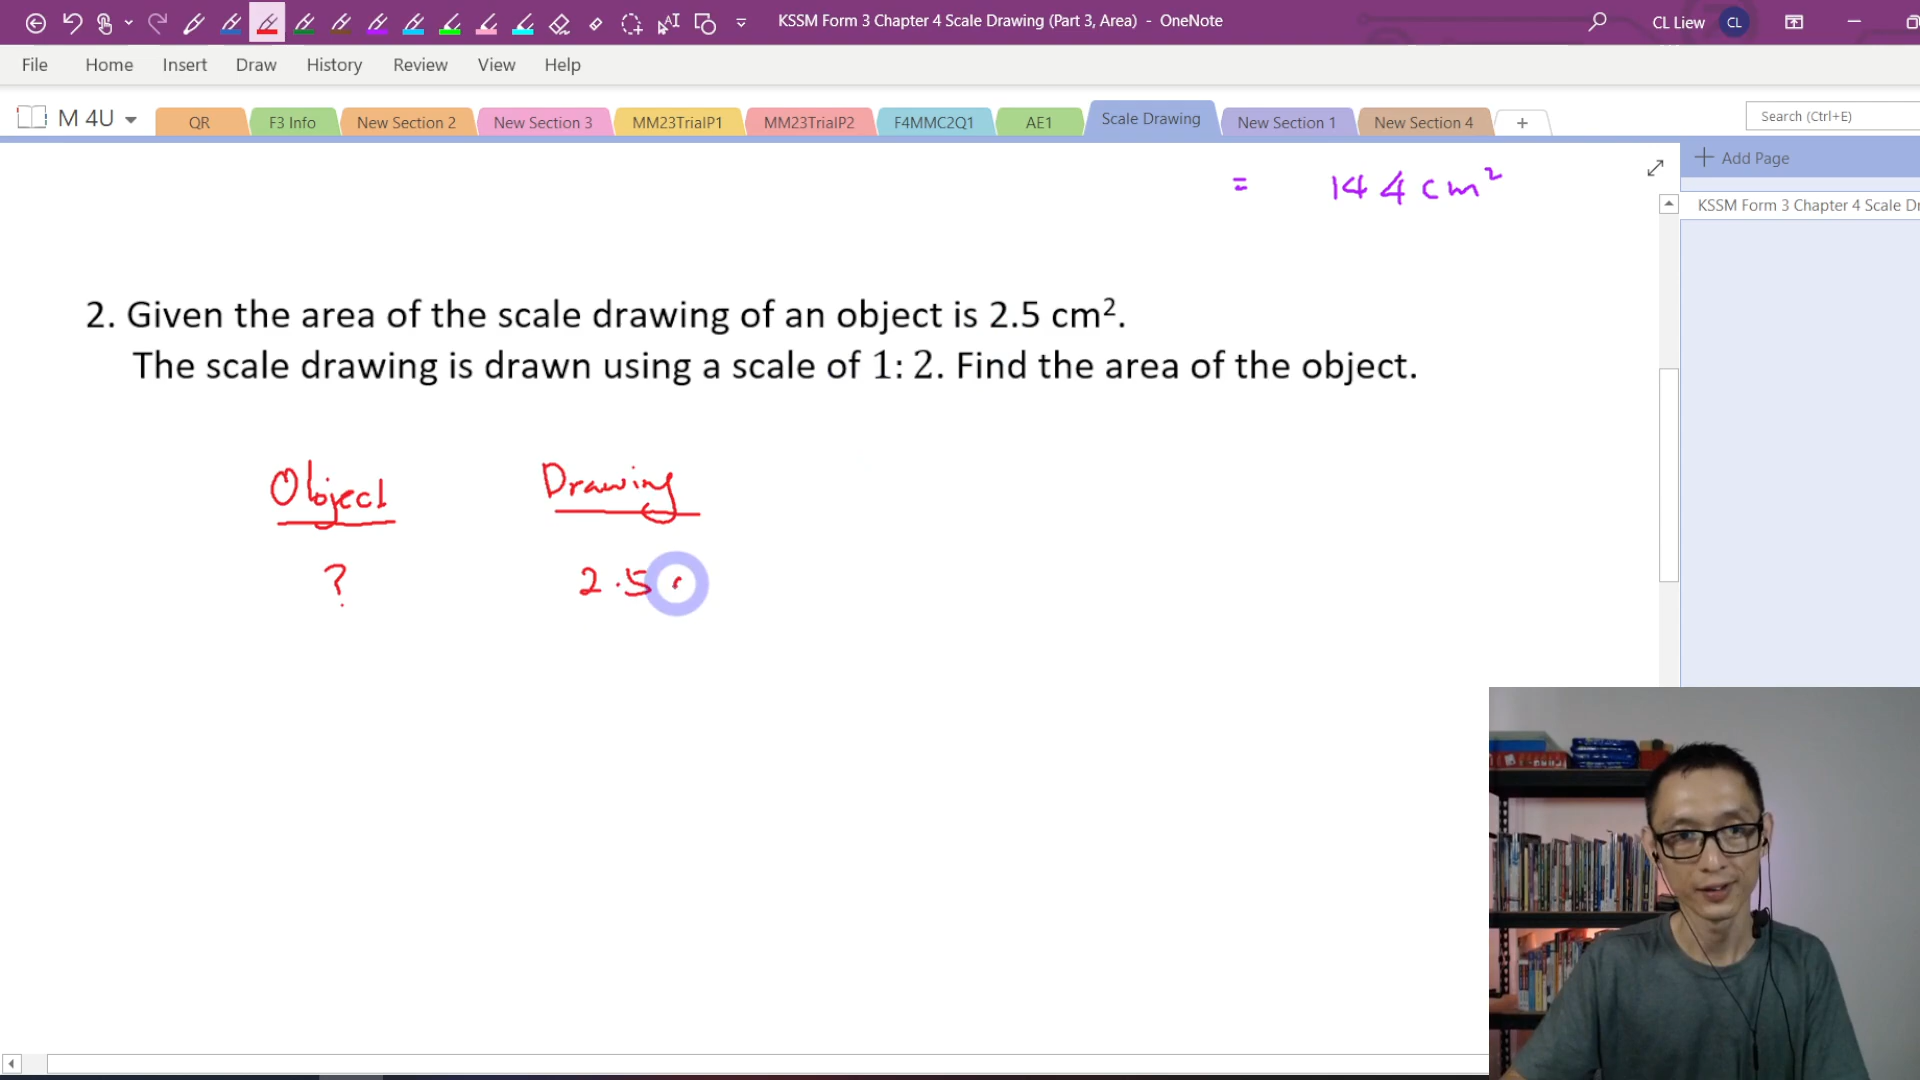 KSSM Form 3 Chapter 4 Scale Drawing (Part 3, Area) - OneNote
CL Liew CL
File Home Insert Draw History Review View Help
M 4U QR F3 Info New Section 2 New Section 3 MM23TrialP1 MM23TrialP2 F4MMC2Q1 AE1 Scale Drawing New Section 1 New Section 4 + Search (Ctrl+E)
+ Add Page
KSSM Form 3 Chapter 4 Scale Dr
= 144 cm²
2. Given the area of the scale drawing of an object is 2.5 cm².
The scale drawing is drawn using a scale of 1: 2. Find the area of the object.
Object Drawing
? 2.5